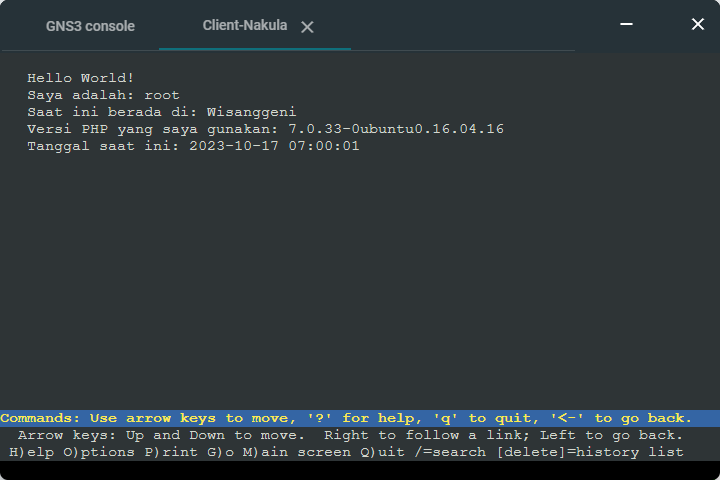 GNS3 console
Client-Nakula
Hello World!
Saya adalah: root
Saat ini berada di: Wisanggeni
Versi PHP yang saya gunakan: 7.0.33-0ubuntu0.16.04.16
Tanggal saat ini: 2023-10-17 07:00:01
Commands: Use arrow keys to move, '?' for help, 'q' to quit, '<-' to go back.
Arrow keys: Up and Down to move.  Right to follow a link; Left to go back.
H)elp O)ptions P)rint G)o M)ain screen Q)uit /=search [delete]=history list